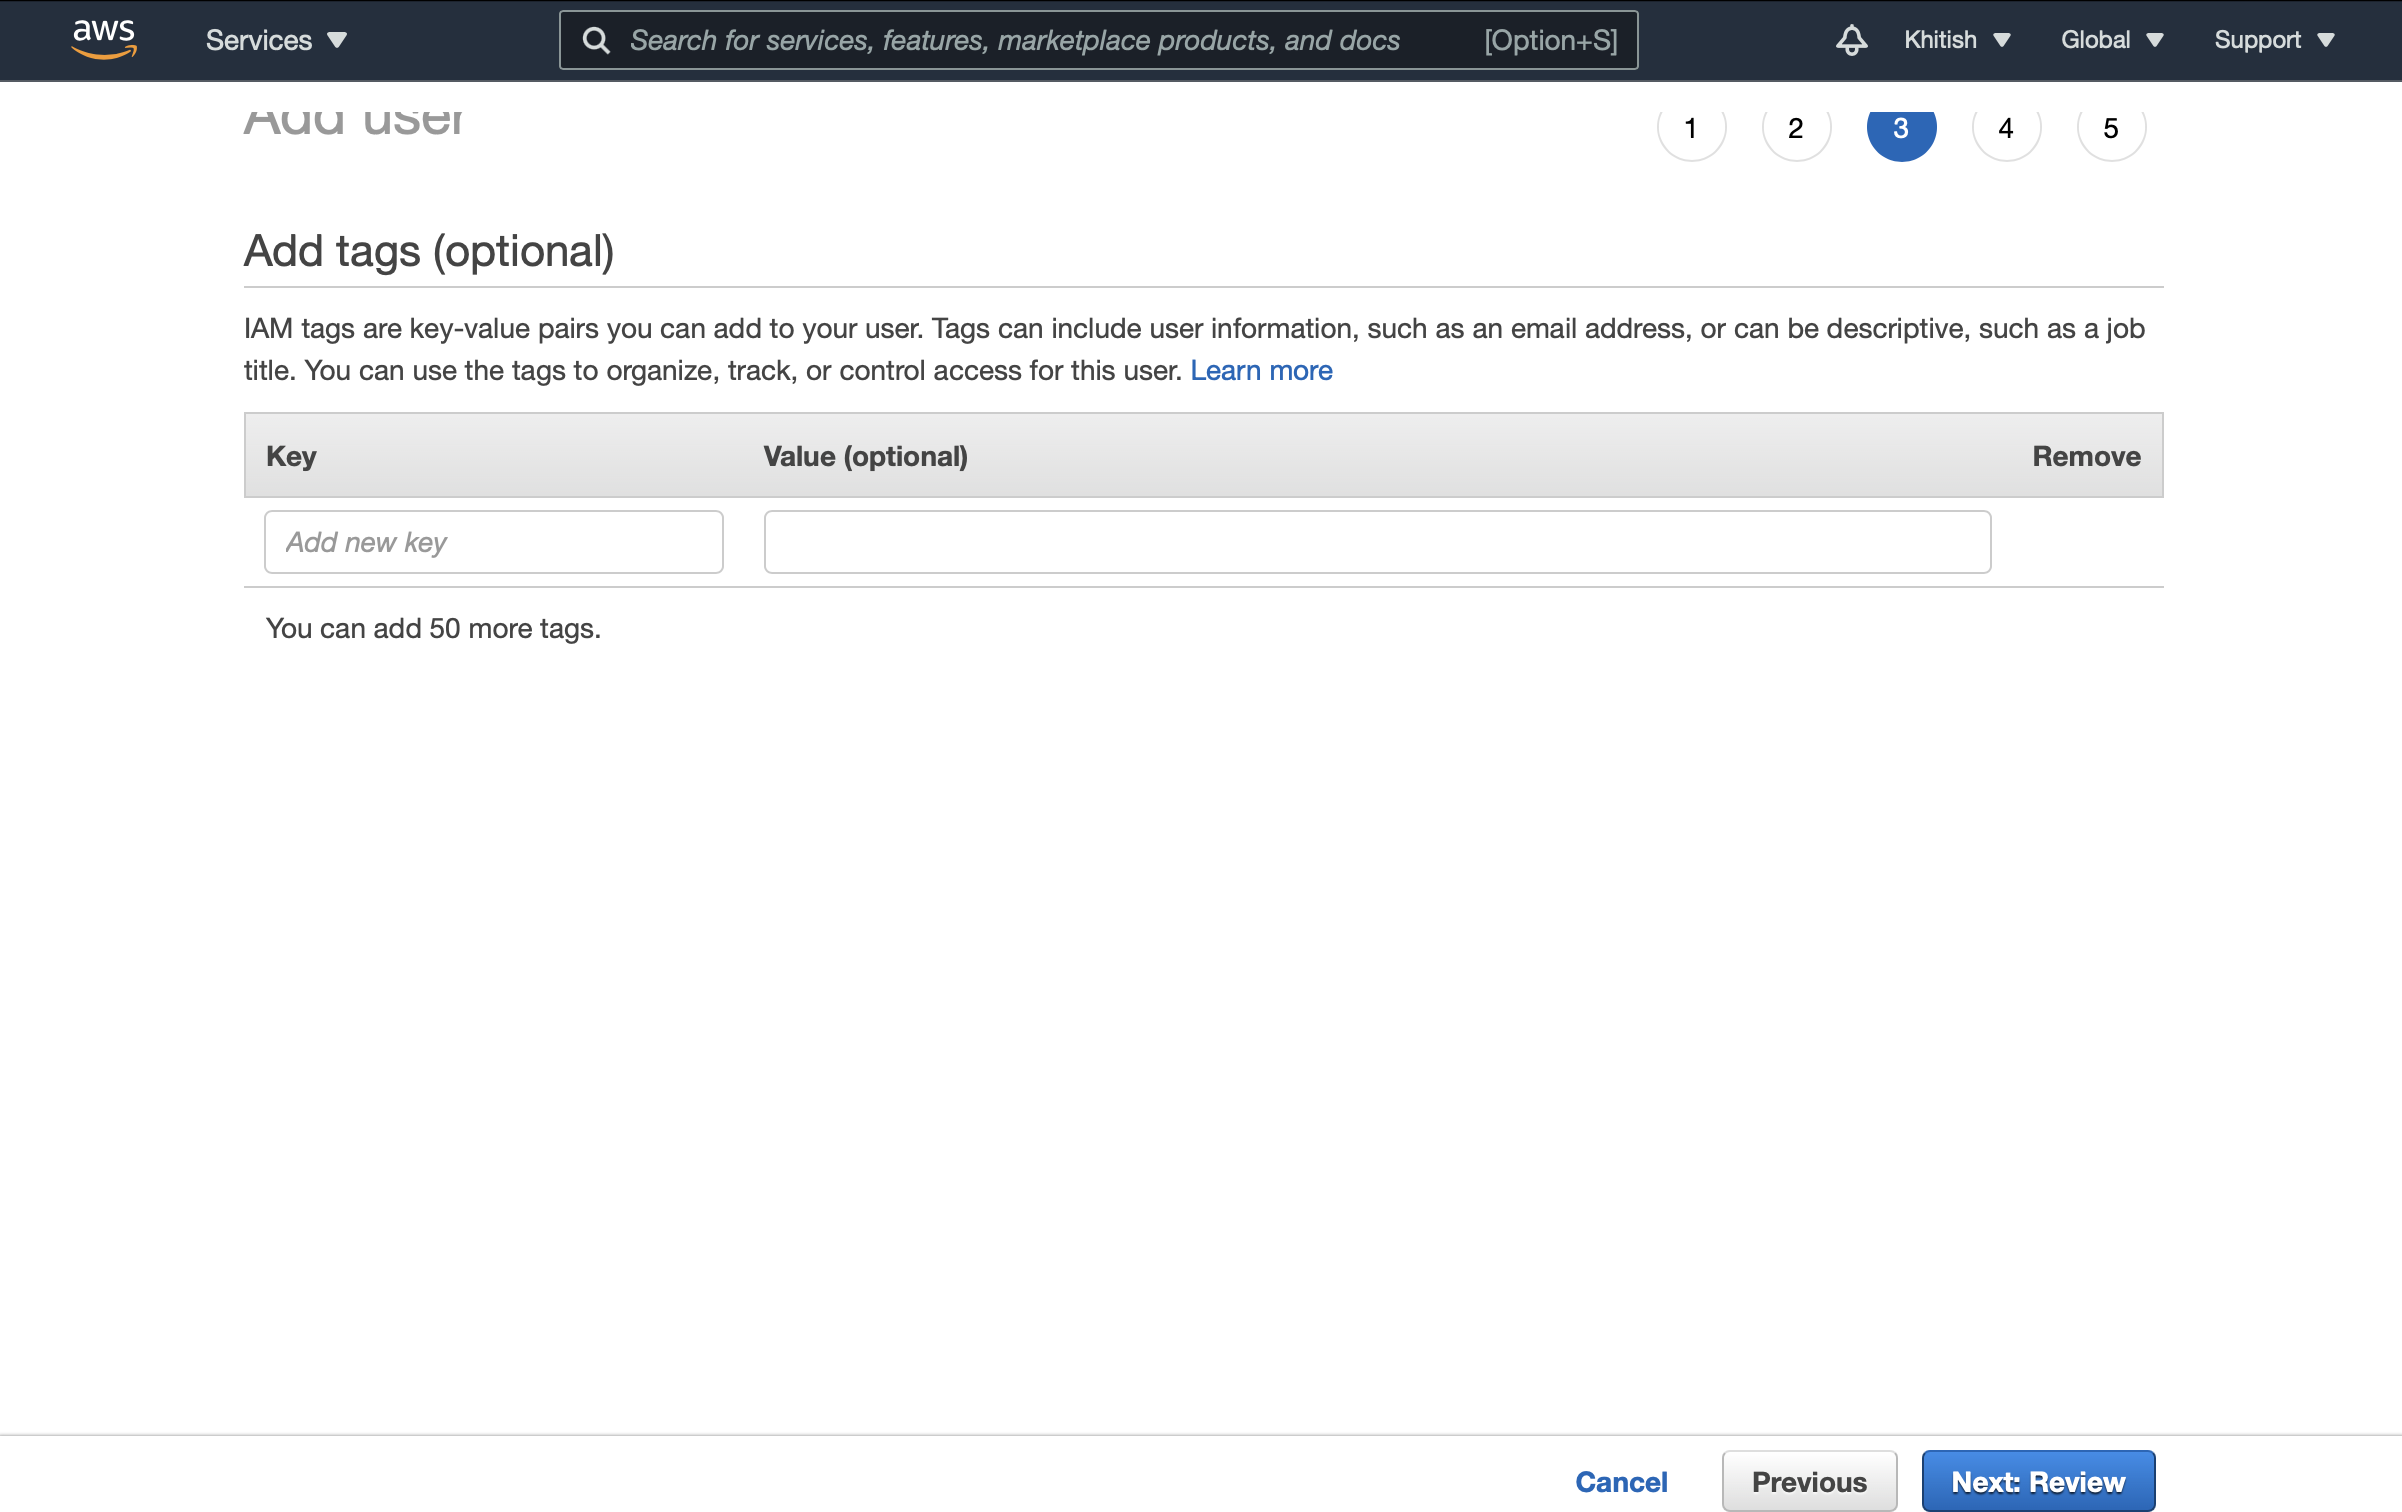 aws Services Search for services, features, marketplace products, and docs [Option+S] Khitish Global Support
Add user 1 2 3 4 5
Add tags (optional)
IAM tags are key-value pairs you can add to your user. Tags can include user information, such as an email address, or can be descriptive, such as a job
title. You can use the tags to organize, track, or control access for this user. Learn more
Key Value (optional) Remove
Add new key
You can add 50 more tags.
Cancel Previous Next: Review